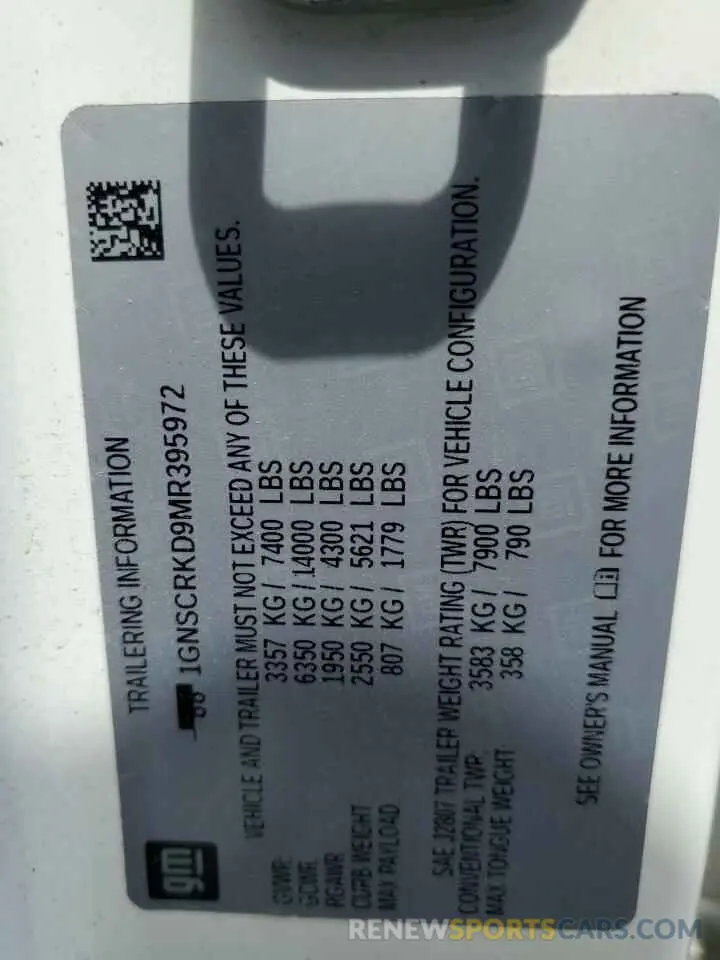 gm
TRAILERING INFORMATION
1GNSCRKD9MR395972
VEHICLE AND TRAILER MUST NOT EXCEED ANY OF THESE VALUES.
GVWR: 3357 KG / 7400 LBS
GCWR: 6350 KG / 14000 LBS
RGAWR 1950 KG / 4300 LBS
CURB WEIGHT 2550 KG / 5621 LBS
MAX PAYLOAD 807 KG / 1779 LBS
SAE J2807 TRAILER WEIGHT RATING (TWR) FOR VEHICLE CONFIGURATION.
CONVENTIONAL TWR: 3583 KG / 7900 LBS
MAX TONGUE WEIGHT: 358 KG / 790 LBS
SEE OWNER'S MANUAL FOR MORE INFORMATION
RENEWSPORTSCARS.COM